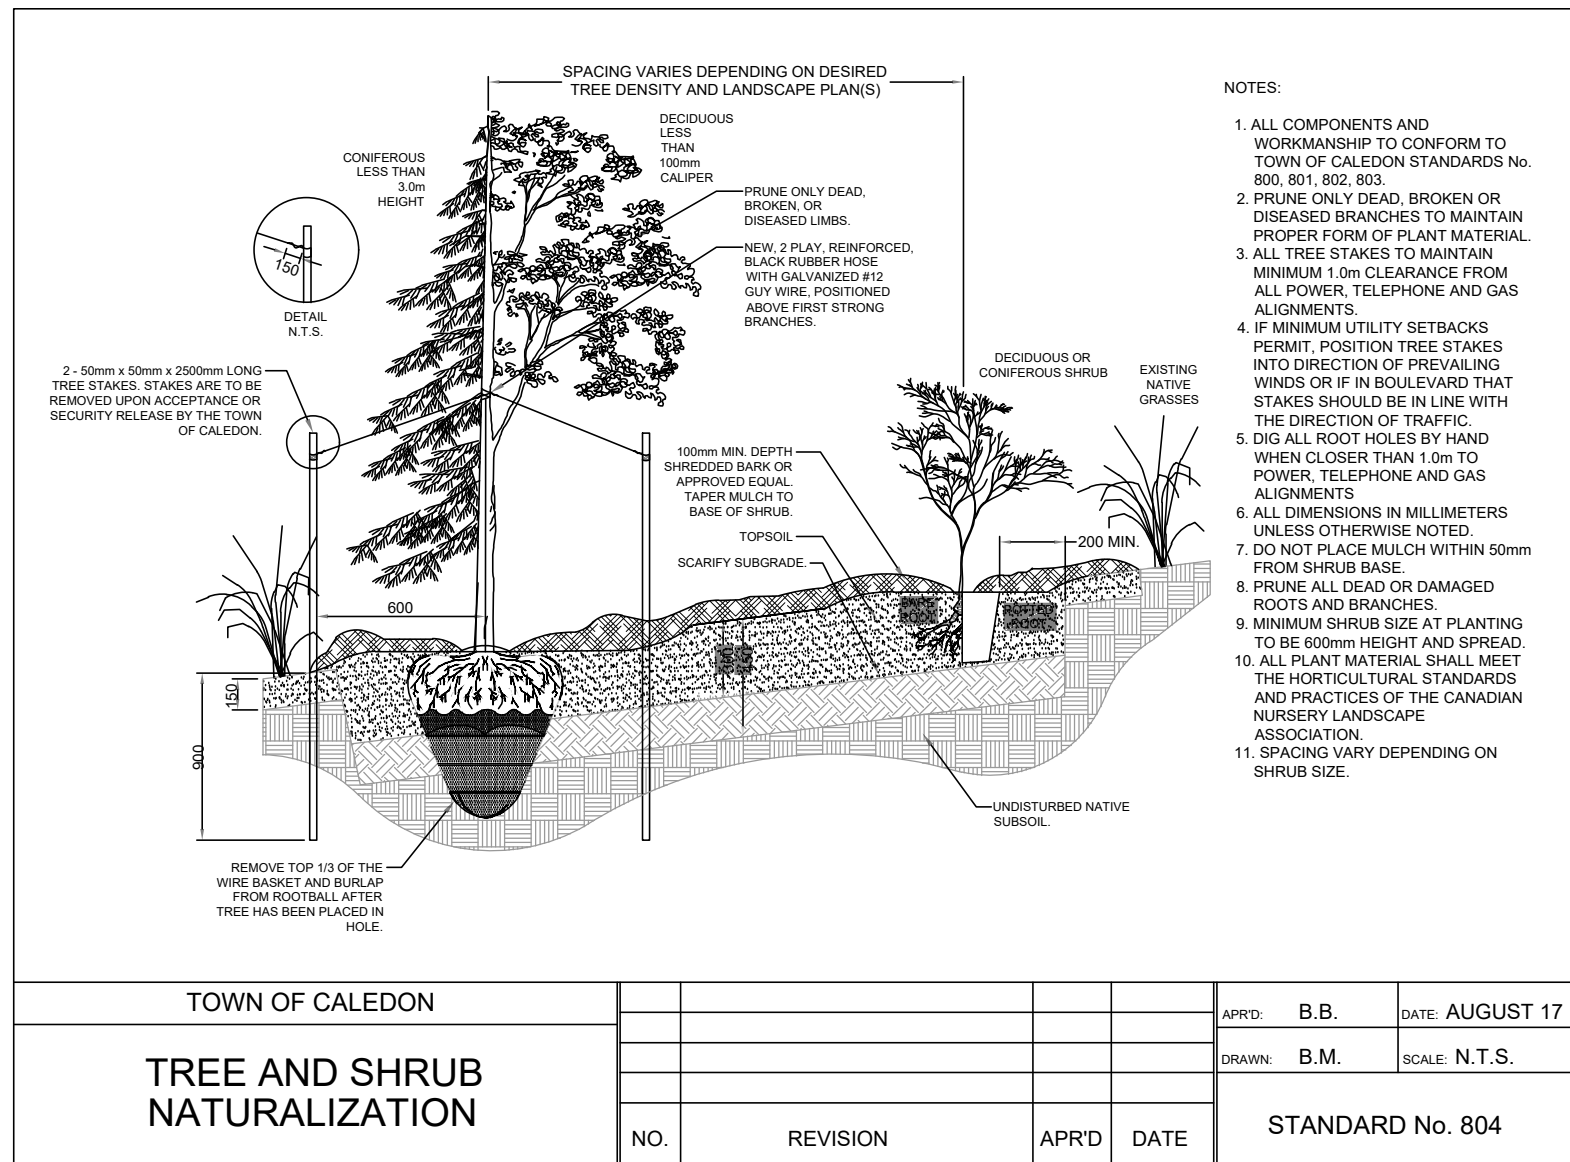 SPACING VARIES DEPENDING ON DESIRED
TREE DENSITY AND LANDSCAPE PLAN(S)
CONIFEROUS
LESS THAN
3.0m
HEIGHT
DECIDUOUS
LESS
THAN
100mm
CALIPER
PRUNE ONLY DEAD,
BROKEN, OR
DISEASED LIMBS.
NEW, 2 PLAY, REINFORCED,
BLACK RUBBER HOSE
WITH GALVANIZED #12
GUY WIRE, POSITIONED
ABOVE FIRST STRONG
BRANCHES.
150
DETAIL
N.T.S.
2 - 50mm x 50mm x 2500mm LONG
TREE STAKES. STAKES ARE TO BE
REMOVED UPON ACCEPTANCE OR
SECURITY RELEASE BY THE TOWN
OF CALEDON.
DECIDUOUS OR
CONIFEROUS SHRUB
EXISTING
NATIVE
GRASSES
100mm MIN. DEPTH
SHREDDED BARK OR
APPROVED EQUAL.
TAPER MULCH TO
BASE OF SHRUB.
TOPSOIL
SCARIFY SUBGRADE.
200 MIN.
600
BARE
ROOT
POTTED
ROOT
150
900
UNDISTURBED NATIVE
SUBSOIL.
REMOVE TOP 1/3 OF THE
WIRE BASKET AND BURLAP
FROM ROOTBALL AFTER
TREE HAS BEEN PLACED IN
HOLE.
NOTES:
1. ALL COMPONENTS AND
WORKMANSHIP TO CONFORM TO
TOWN OF CALEDON STANDARDS No.
800, 801, 802, 803.
2. PRUNE ONLY DEAD, BROKEN OR
DISEASED BRANCHES TO MAINTAIN
PROPER FORM OF PLANT MATERIAL.
3. ALL TREE STAKES TO MAINTAIN
MINIMUM 1.0m CLEARANCE FROM
ALL POWER, TELEPHONE AND GAS
ALIGNMENTS.
4. IF MINIMUM UTILITY SETBACKS
PERMIT, POSITION TREE STAKES
INTO DIRECTION OF PREVAILING
WINDS OR IF IN BOULEVARD THAT
STAKES SHOULD BE IN LINE WITH
THE DIRECTION OF TRAFFIC.
5. DIG ALL ROOT HOLES BY HAND
WHEN CLOSER THAN 1.0m TO
POWER, TELEPHONE AND GAS
ALIGNMENTS
6. ALL DIMENSIONS IN MILLIMETERS
UNLESS OTHERWISE NOTED.
7. DO NOT PLACE MULCH WITHIN 50mm
FROM SHRUB BASE.
8. PRUNE ALL DEAD OR DAMAGED
ROOTS AND BRANCHES.
9. MINIMUM SHRUB SIZE AT PLANTING
TO BE 600mm HEIGHT AND SPREAD.
10. ALL PLANT MATERIAL SHALL MEET
THE HORTICULTURAL STANDARDS
AND PRACTICES OF THE CANADIAN
NURSERY LANDSCAPE
ASSOCIATION.
11. SPACING VARY DEPENDING ON
SHRUB SIZE.
TOWN OF CALEDON
TREE AND SHRUB
NATURALIZATION
NO. REVISION APR'D DATE
APR'D: B.B. DATE: AUGUST 17
DRAWN: B.M. SCALE: N.T.S.
STANDARD No. 804